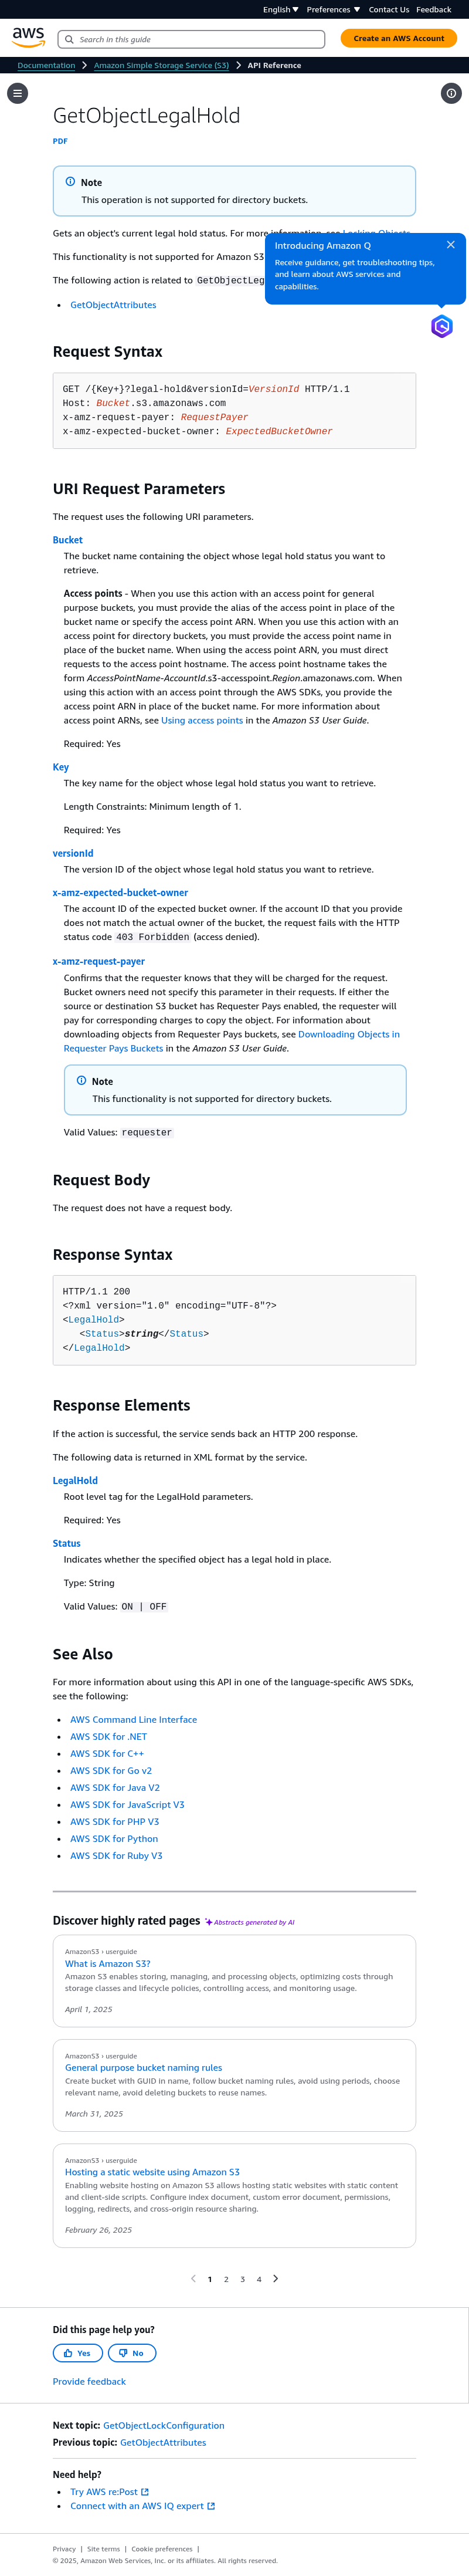 English Preferences Contact Us Feedback
aws
Search in this guide
Create an AWS Account
Documentation Amazon Simple Storage Service (S3) API Reference
GetObjectLegalHold
PDF
Note
This operation is not supported for directory buckets.
Gets an object's current legal hold status. For more information, see Locking Objects.
This functionality is not supported for Amazon S3
The following action is related to GetObjectLeg
Introducing Amazon Q
Receive guidance, get troubleshooting tips,
and learn about AWS services and
capabilities.
• GetObjectAttributes
Request Syntax
GET /{Key+}?legal-hold&versionId=VersionId HTTP/1.1
Host: Bucket.s3.amazonaws.com
x-amz-request-payer: RequestPayer
x-amz-expected-bucket-owner: ExpectedBucketOwner
URI Request Parameters
The request uses the following URI parameters.
Bucket
The bucket name containing the object whose legal hold status you want to
retrieve.
Access points - When you use this action with an access point for general
purpose buckets, you must provide the alias of the access point in place of the
bucket name or specify the access point ARN. When you use this action with an
access point for directory buckets, you must provide the access point name in
place of the bucket name. When using the access point ARN, you must direct
requests to the access point hostname. The access point hostname takes the
form AccessPointName-AccountId.s3-accesspoint.Region.amazonaws.com. When
using this action with an access point through the AWS SDKs, you provide the
access point ARN in place of the bucket name. For more information about
access point ARNs, see Using access points in the Amazon S3 User Guide.
Required: Yes
Key
The key name for the object whose legal hold status you want to retrieve.
Length Constraints: Minimum length of 1.
Required: Yes
versionId
The version ID of the object whose legal hold status you want to retrieve.
x-amz-expected-bucket-owner
The account ID of the expected bucket owner. If the account ID that you provide
does not match the actual owner of the bucket, the request fails with the HTTP
status code 403 Forbidden (access denied).
x-amz-request-payer
Confirms that the requester knows that they will be charged for the request.
Bucket owners need not specify this parameter in their requests. If either the
source or destination S3 bucket has Requester Pays enabled, the requester will
pay for corresponding charges to copy the object. For information about
downloading objects from Requester Pays buckets, see Downloading Objects in
Requester Pays Buckets in the Amazon S3 User Guide.
Note
This functionality is not supported for directory buckets.
Valid Values: requester
Request Body
The request does not have a request body.
Response Syntax
HTTP/1.1 200
<?xml version="1.0" encoding="UTF-8"?>
<LegalHold>
<Status>string</Status>
</LegalHold>
Response Elements
If the action is successful, the service sends back an HTTP 200 response.
The following data is returned in XML format by the service.
LegalHold
Root level tag for the LegalHold parameters.
Required: Yes
Status
Indicates whether the specified object has a legal hold in place.
Type: String
Valid Values: ON | OFF
See Also
For more information about using this API in one of the language-specific AWS SDKs,
see the following:
• AWS Command Line Interface
• AWS SDK for .NET
• AWS SDK for C++
• AWS SDK for Go v2
• AWS SDK for Java V2
• AWS SDK for JavaScript V3
• AWS SDK for PHP V3
• AWS SDK for Python
• AWS SDK for Ruby V3
Discover highly rated pages Abstracts generated by AI
AmazonS3 › userguide
What is Amazon S3?
Amazon S3 enables storing, managing, and processing objects, optimizing costs through
storage classes and lifecycle policies, controlling access, and monitoring usage.
April 1, 2025
AmazonS3 › userguide
General purpose bucket naming rules
Create bucket with GUID in name, follow bucket naming rules, avoid using periods, choose
relevant name, avoid deleting buckets to reuse names.
March 31, 2025
AmazonS3 › userguide
Hosting a static website using Amazon S3
Enabling website hosting on Amazon S3 allows hosting static websites with static content
and client-side scripts. Configure index document, custom error document, permissions,
logging, redirects, and cross-origin resource sharing.
February 26, 2025
1 2 3 4
Did this page help you?
Yes No
Provide feedback
Next topic: GetObjectLockConfiguration
Previous topic: GetObjectAttributes
Need help?
• Try AWS re:Post
• Connect with an AWS IQ expert
Privacy | Site terms | Cookie preferences |
© 2025, Amazon Web Services, Inc. or its affiliates. All rights reserved.